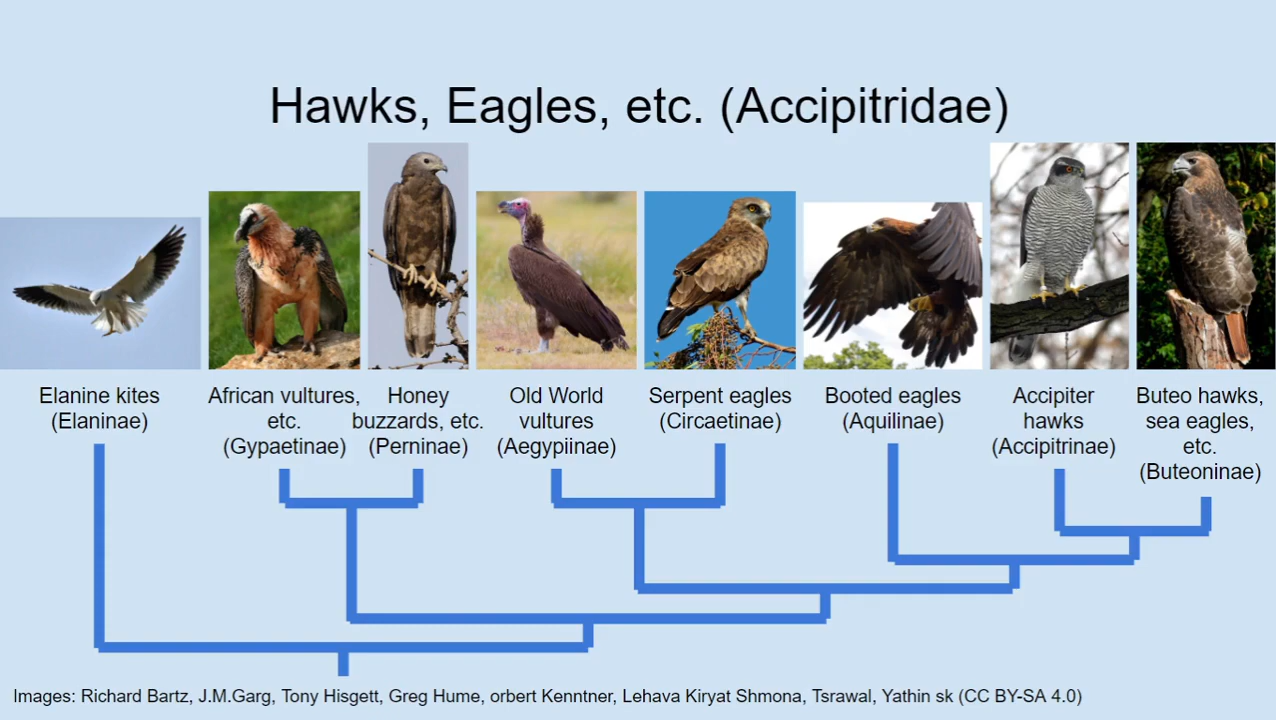 Hawks, Eagles, etc. (Accipitridae)
Elanine kites
(Elaninae)
African vultures,
etc.
(Gypaetinae)
Honey
buzzards, etc.
(Perninae)
Old World
vultures
(Aegypiinae)
Serpent eagles
(Circaetinae)
Booted eagles
(Aquilinae)
Accipiter
hawks
(Accipitrinae)
Buteo hawks,
sea eagles,
etc.
(Buteoninae)
Images: Richard Bartz, J.M.Garg, Tony Hisgett, Greg Hume, orbert Kenntner, Lehava Kiryat Shmona, Tsrawal, Yathin sk (CC BY-SA 4.0)